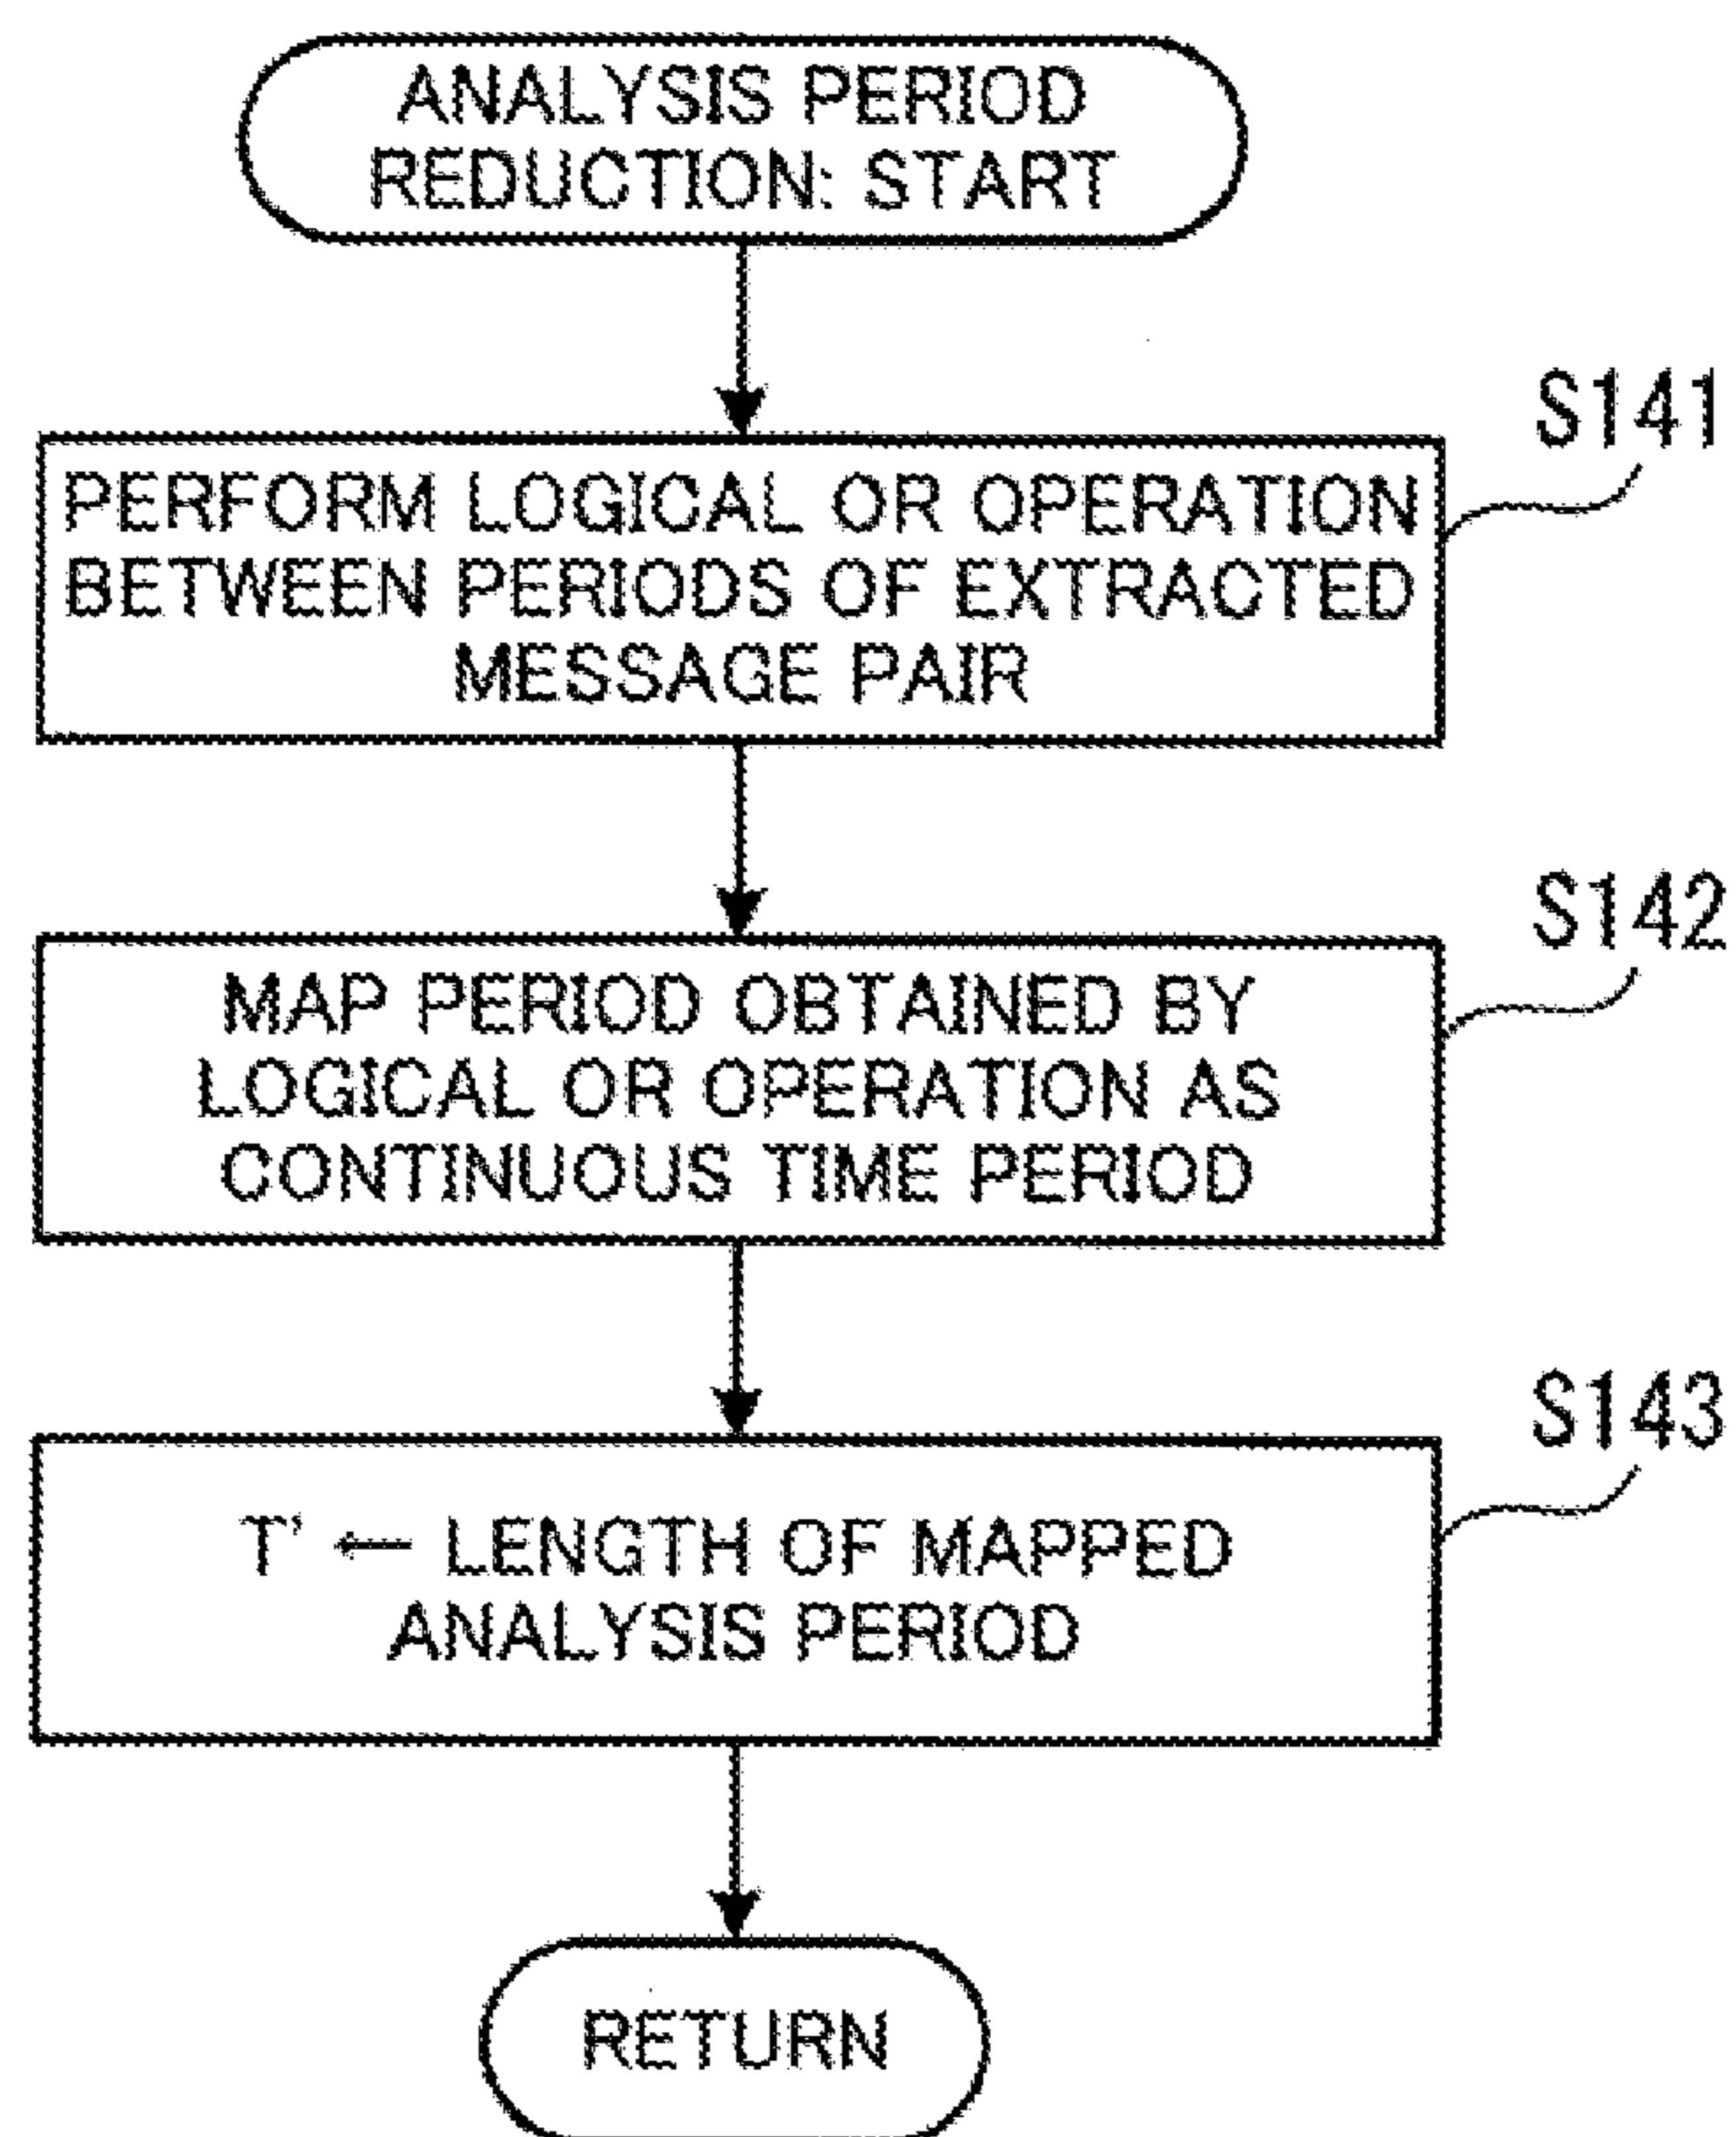 ANALYSIS PERIOD
REDUCTION: START
S141
PERFORM LOGICAL OR OPERATION
BETWEEN PERIODS OF EXTRACTED
MESSAGE PAIR
S142
MAP PERIOD OBTAINED BY
LOGICAL OR OPERATION AS
CONTINUOUS TIME PERIOD
S143
T' ← LENGTH OF MAPPED
ANALYSIS PERIOD
RETURN